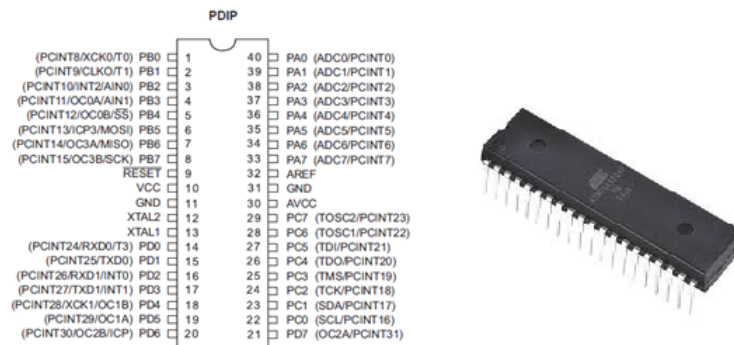 PDIP
(PCINT8/XCK0/T0) PB0 1 40 PA0 (ADC0/PCINT0)
(PCINT9/CLKO/T1) PB1 2 39 PA1 (ADC1/PCINT1)
(PCINT10/INT2/AIN0) PB2 3 38 PA2 (ADC2/PCINT2)
(PCINT11/OC0A/AIN1) PB3 4 37 PA3 (ADC3/PCINT3)
(PCINT12/OC0B/SS) PB4 5 36 PA4 (ADC4/PCINT4)
(PCINT13/ICP3/MOSI) PB5 6 35 PA5 (ADC5/PCINT5)
(PCINT14/OC3A/MISO) PB6 7 34 PA6 (ADC6/PCINT6)
(PCINT15/OC3B/SCK) PB7 8 33 PA7 (ADC7/PCINT7)
RESET 9 32 AREF
VCC 10 31 GND
GND 11 30 AVCC
XTAL2 12 29 PC7 (TOSC2/PCINT23)
XTAL1 13 28 PC6 (TOSC1/PCINT22)
(PCINT24/RXD0/T3) PD0 14 27 PC5 (TDI/PCINT21)
(PCINT25/TXD0) PD1 15 26 PC4 (TDO/PCINT20)
(PCINT26/RXD1/INT0) PD2 16 25 PC3 (TMS/PCINT19)
(PCINT27/TXD1/INT1) PD3 17 24 PC2 (TCK/PCINT18)
(PCINT28/XCK1/OC1B) PD4 18 23 PC1 (SDA/PCINT17)
(PCINT29/OC1A) PD5 19 22 PC0 (SCL/PCINT16)
(PCINT30/OC2B/ICP) PD6 20 21 PD7 (OC2A/PCINT31)